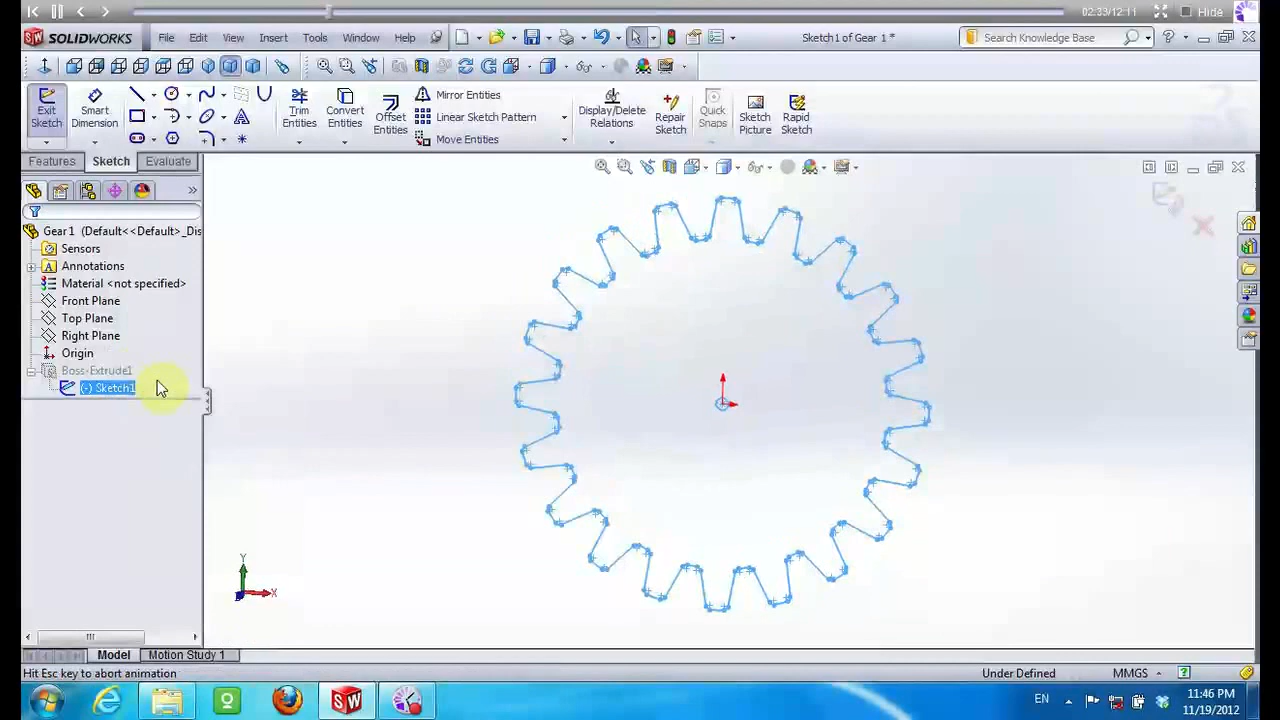 02:33/12:11 Hide
SOLIDWORKS File Edit View Insert Tools Window Help Sketch1 of Gear 1 * Search Knowledge Base
Exit Sketch Smart Dimension Trim Entities Convert Entities Offset Entities Mirror Entities Linear Sketch Pattern Move Entities Display/Delete Relations Repair Sketch Quick Snaps Sketch Picture Rapid Sketch
Features Sketch Evaluate
Gear1 (Default<<Default>_Dis
Sensors
Annotations
Material <not specified>
Front Plane
Top Plane
Right Plane
Origin
Boss-Extrude1
(-) Sketch1
Y
X
Model Motion Study 1
Hit Esc key to abort animation Under Defined MMGS
EN 11:46 PM
11/19/2012